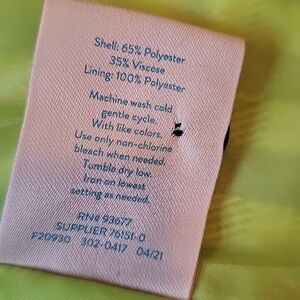 Shell: 65% Polyester
35% Viscose
Lining: 100% Polyester
Machine wash cold
gentle cycle.
With like colors.
Use only non-chlorine
bleach when needed.
Tumble dry low.
Iron on lowest
setting as needed.
RN# 93677
SUPPLIER 76151-0
F20930 302-0417 04/21